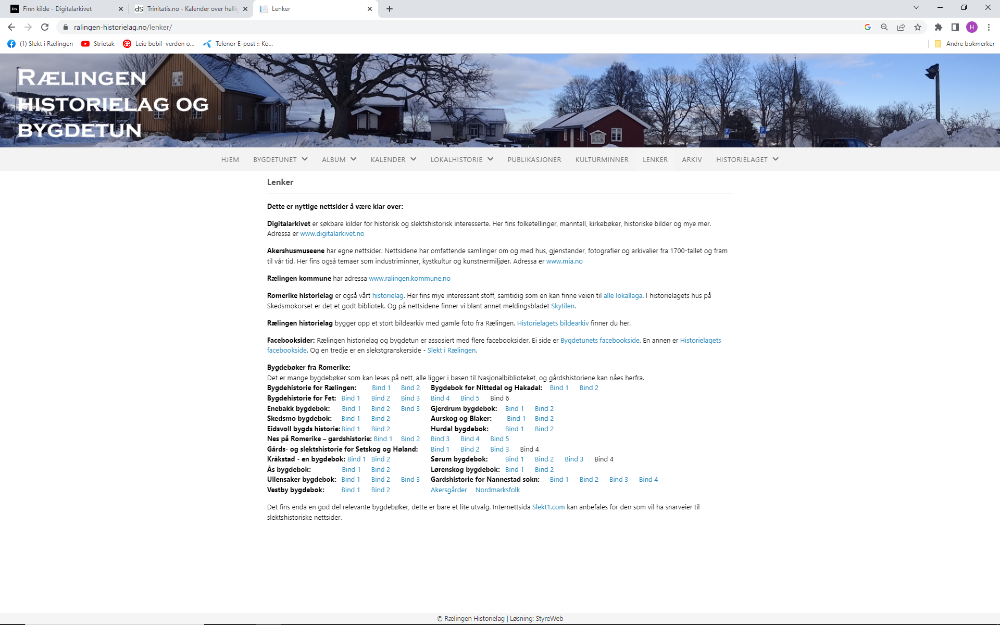 Finn kilde - Digitalarkivet
dS Trinitatis.no - Kalender over hellig
Lenker
ralingen-historielag.no/lenker/
H
(1) Slekt i Rælingen Strietak Leie bobil verden o... Telenor E-post :: Ko... Andre bokmerker
RÆLINGEN
HISTORIELAG OG
BYGDETUN
HJEM BYGDETUNET ALBUM KALENDER LOKALHISTORIE PUBLIKASJONER KULTURMINNER LENKER ARKIV HISTORIELAGET
Lenker
Dette er nyttige nettsider å være klar over:
Digitalarkivet er søkbare kilder for historisk og slektshistorisk interesserte. Her fins folketellinger, manntall, kirkebøker, historiske bilder og mye mer.
Adressa er www.digitalarkivet.no
Akershusmuseene har egne nettsider. Nettsidene har omfattende samlinger om og med hus, gjenstander, fotografier og arkivalier fra 1700-tallet og fram
til vår tid. Her fins også temaer som industriminner, kystkultur og kunstnermiljøer. Adressa er www.mia.no
Rælingen kommune har adressa www.ralingen.kommune.no
Romerike historielag er også vårt historielag. Her fins mye interessant stoff, samtidig som en kan finne veien til alle lokallaga. I historielagets hus på
Skedsmokorset er det et godt bibliotek. Og på nettsidene finner vi blant annet meldingsbladet Skytilen.
Rælingen historielag bygger opp et stort bildearkiv med gamle foto fra Rælingen. Historielagets bildearkiv finner du her.
Facebooksider: Rælingen historielag og bygdetun er assosiert med flere facebooksider. Ei side er Bygdetunets facebookside. En annen er Historielagets
facebookside. Og en tredje er en slekstgranskerside - Slekt i Rælingen.
Bygdebøker fra Romerike:
Det er mange bygdebøker som kan leses på nett, alle ligger i basen til Nasjonalbiblioteket, og gårdshistoriene kan nåes herfra.
Bygdehistorie for Rælingen: Bind 1 Bind 2 Bygdebok for Nittedal og Hakadal: Bind 1 Bind 2
Bygdehistorie for Fet: Bind 1 Bind 2 Bind 3 Bind 4 Bind 5 Bind 6
Enebakk bygdebok: Bind 1 Bind 2 Bind 3 Gjerdrum bygdebok: Bind 1 Bind 2
Skedsmo bygdebok: Bind 1 Bind 2 Aurskog og Blaker: Bind 1 Bind 2
Eidsvoll bygds historie: Bind 1 Bind 2 Hurdal bygdebok: Bind 1 Bind 2
Nes på Romerike – gardshistorie: Bind 1 Bind 2 Bind 3 Bind 4 Bind 5
Gårds- og slektshistorie for Setskog og Høland: Bind 1 Bind 2 Bind 3 Bind 4
Kråkstad - en bygdebok: Bind 1 Bind 2 Sørum bygdebok: Bind 1 Bind 2 Bind 3 Bind 4
Ås bygdebok: Bind 1 Bind 2 Lørenskog bygdebok: Bind 1 Bind 2
Ullensaker bygdebok: Bind 1 Bind 2 Bind 3 Gardshistorie for Nannestad sokn: Bind 1 Bind 2 Bind 3 Bind 4
Vestby bygdebok: Bind 1 Bind 2 Akersgårder Nordmarksfolk
Det fins enda en god del relevante bygdebøker, dette er bare et lite utvalg. Internettsida Slekt1.com kan anbefales for den som vil ha snarveier til
slektshistoriske nettsider.
© Rælingen Historielag | Løsning: StyreWeb